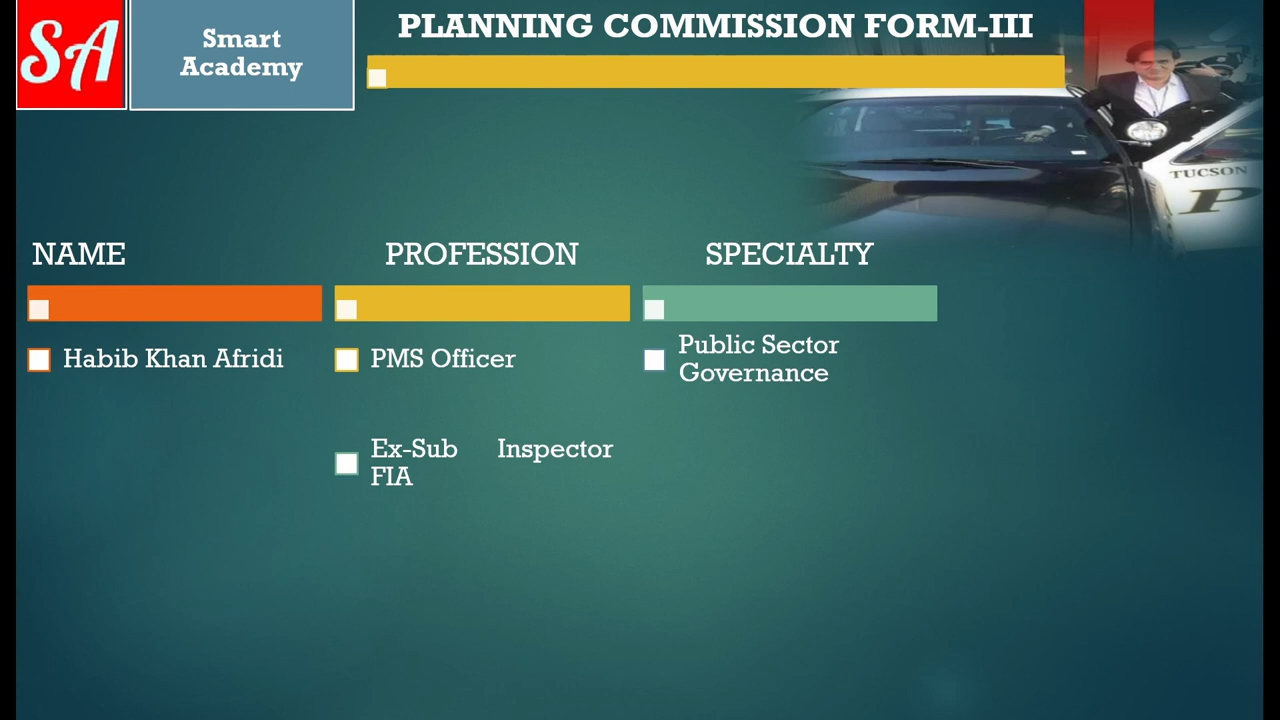 SA
Smart
Academy
PLANNING COMMISSION FORM-III
TUCSON
P
NAME
PROFESSION
SPECIALTY
Habib Khan Afridi
PMS Officer
Public Sector
Governance
Ex-Sub Inspector
FIA